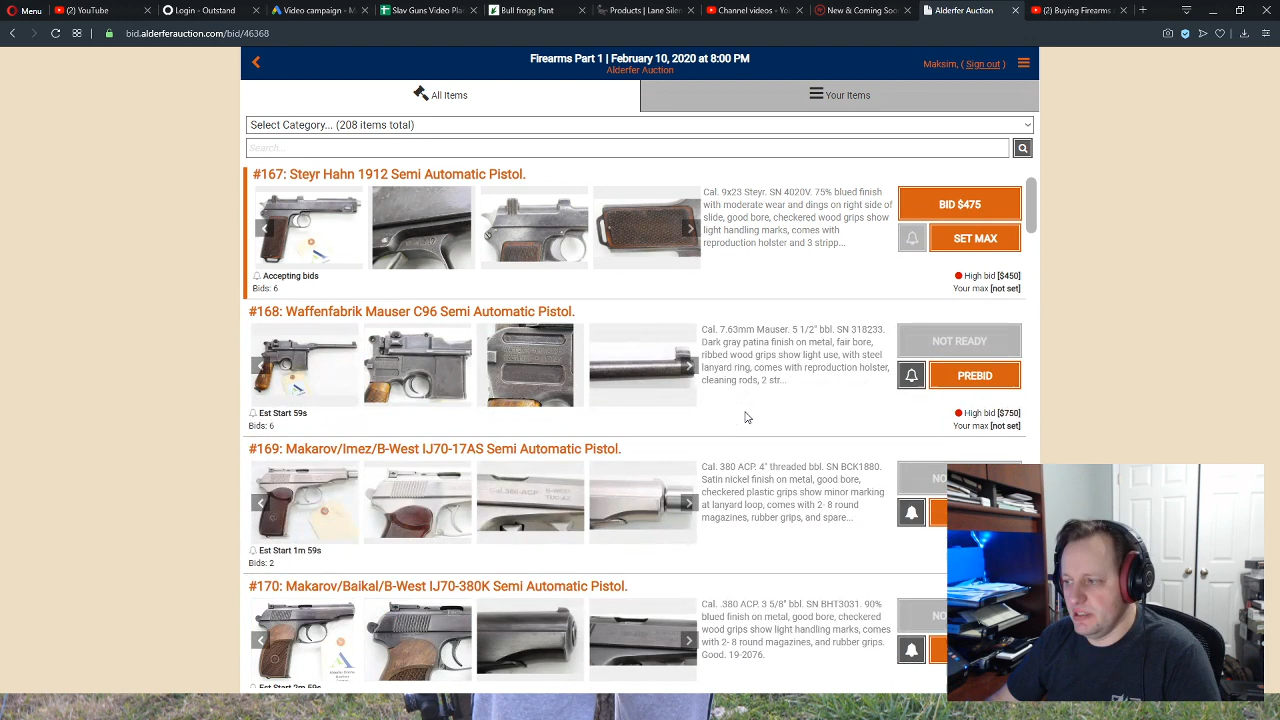 Menu
(2) YouTube
Login - Outstand
Video campaign - M
Slav Guns Video Plan
Bull frogg Pant
Products | Lane Silen
Channel videos - You
New & Coming Soo
Alderfer Auction
(2) Buying Firearms
bid.alderferauction.com/bid/46368
Firearms Part 1 | February 10, 2020 at 8:00 PM
Alderfer Auction
Maksim, ( Sign out )
All Items
Your Items
Select Category... (208 items total)
Search...
#167: Steyr Hahn 1912 Semi Automatic Pistol.
Cal. 9x23 Steyr. SN 4020V. 75% blued finish
with moderate wear and dings on right side of
slide, good bore, checkered wood grips show
light handling marks, comes with
reproduction holster and 3 stripp...
BID $475
SET MAX
Accepting bids
Bids: 6
High bid [$450]
Your max [not set]
#168: Waffenfabrik Mauser C96 Semi Automatic Pistol.
Cal. 7.63mm Mauser. 5 1/2" bbl. SN 318233.
Dark gray patina finish on metal, fair bore,
ribbed wood grips show light use, with steel
lanyard ring, comes with reproduction holster,
cleaning rods, 2 str...
NOT READY
PREBID
Est Start 59s
Bids: 6
High bid [$750]
Your max [not set]
#169: Makarov/Imez/B-West IJ70-17AS Semi Automatic Pistol.
Cal. 380 ACP. 4" threaded bbl. SN BCK1880.
Satin nickel finish on metal, good bore,
checkered plastic grips show minor marking
at lanyard loop, comes with 2- 8 round
magazines, rubber grips, and spare...
NO
Est Start 1m 59s
Bids: 2
#170: Makarov/Baikal/B-West IJ70-380K Semi Automatic Pistol.
Cal. .380 ACP. 3 5/8" bbl. SN BHT3031. 90%
blued finish on metal, good bore, checkered
wood grips show light handling marks, comes
with 2- 8 round magazines, and rubber grips.
Good. 19-2076.
NO
Est Start 2m 59s